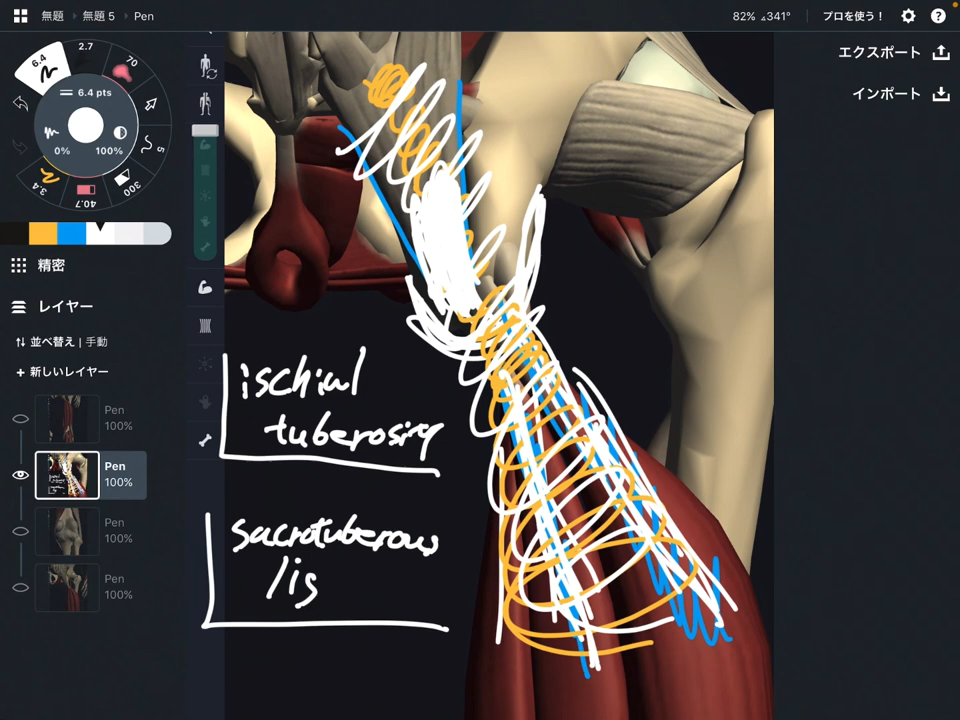 無題 › 無題 5 › Pen
82% ⊿341°
プロを使う！
?
エクスポート
インポート
2.7
6.4
70
5
300
40.7
3.4
6.4 pts
0%
100%
精密
レイヤー
並べ替え | 手動
+ 新しいレイヤー
Pen
100%
Pen
100%
Pen
100%
Pen
100%
ischial
tuberosity
sacrotuberous
lig